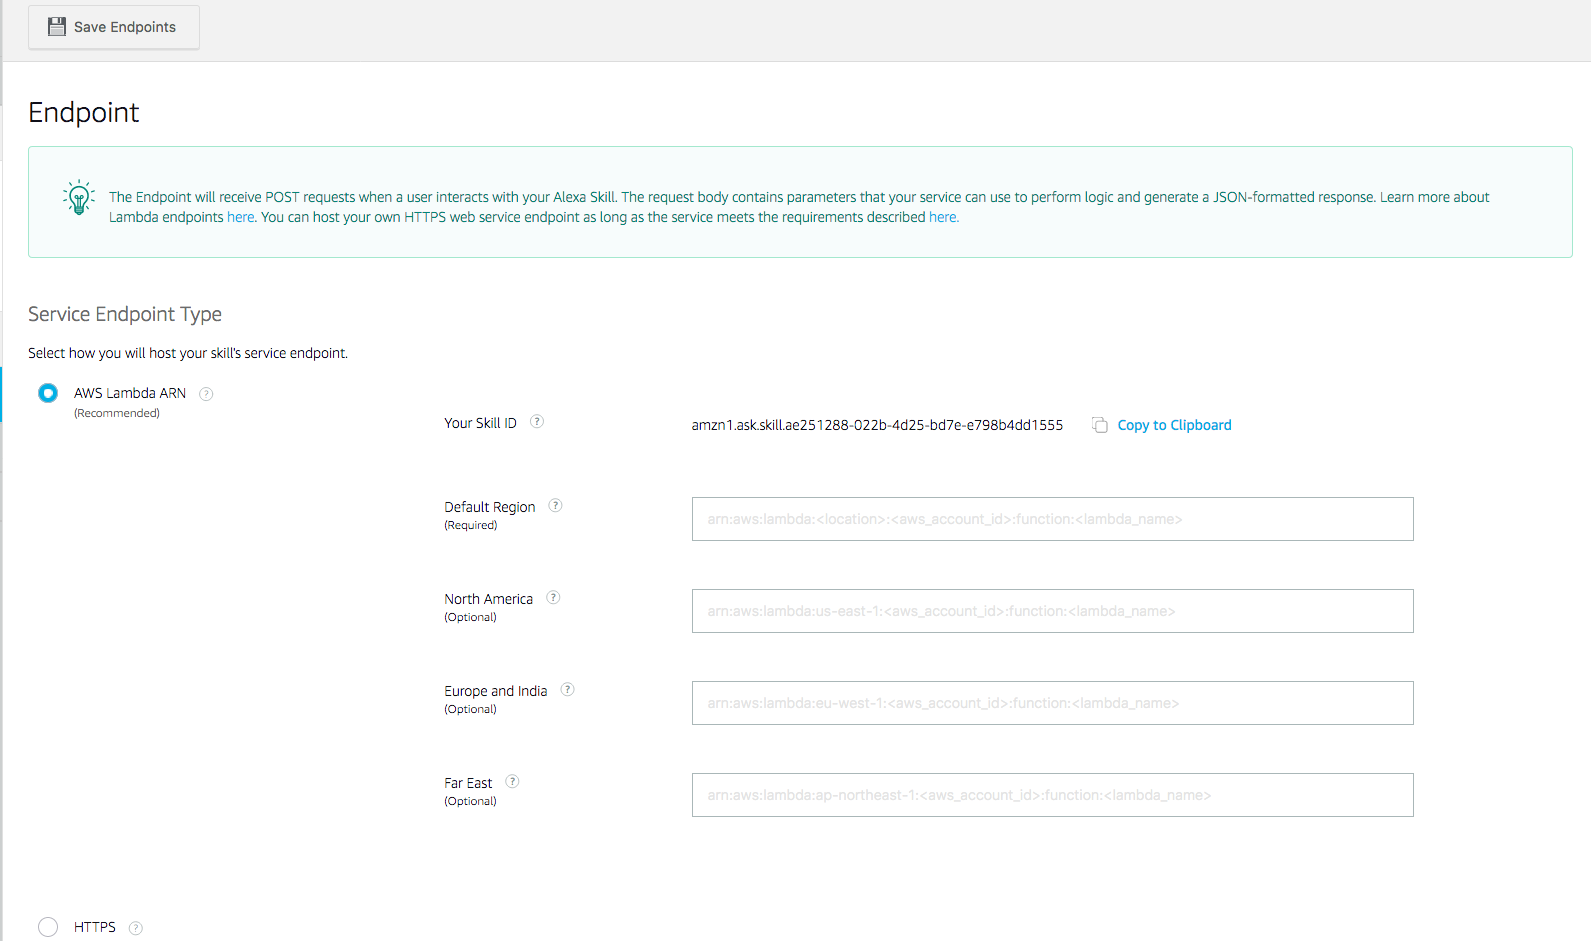 Save Endpoints
Endpoint
The Endpoint will receive POST requests when a user interacts with your Alexa Skill. The request body contains parameters that your service can use to perform logic and generate a JSON-formatted response. Learn more about
Lambda endpoints here. You can host your own HTTPS web service endpoint as long as the service meets the requirements described here.
Service Endpoint Type
Select how you will host your skill's service endpoint.
AWS Lambda ARN ?
(Recommended)
Your Skill ID ? amzn1.ask.skill.ae251288-022b-4d25-bd7e-e798b4dd1555 Copy to Clipboard
Default Region ?
(Required)
arn:aws:lambda:<location>:<aws_account_id>:function:<lambda_name>
North America ?
(Optional)
arn:aws:lambda:us-east-1:<aws_account_id>:function:<lambda_name>
Europe and India ?
(Optional)
arn:aws:lambda:eu-west-1:<aws_account_id>:function:<lambda_name>
Far East ?
(Optional)
arn:aws:lambda:ap-northeast-1:<aws_account_id>:function:<lambda_name>
HTTPS ?